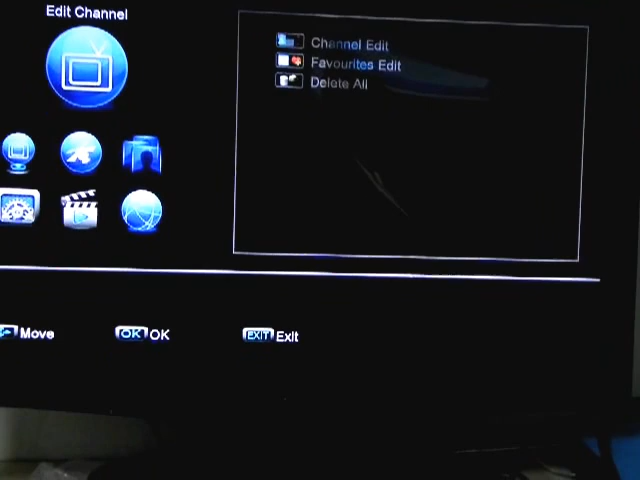 Edit Channel
Channel Edit
Favourites Edit
Delete All
Move
OK OK
EXIT Exit